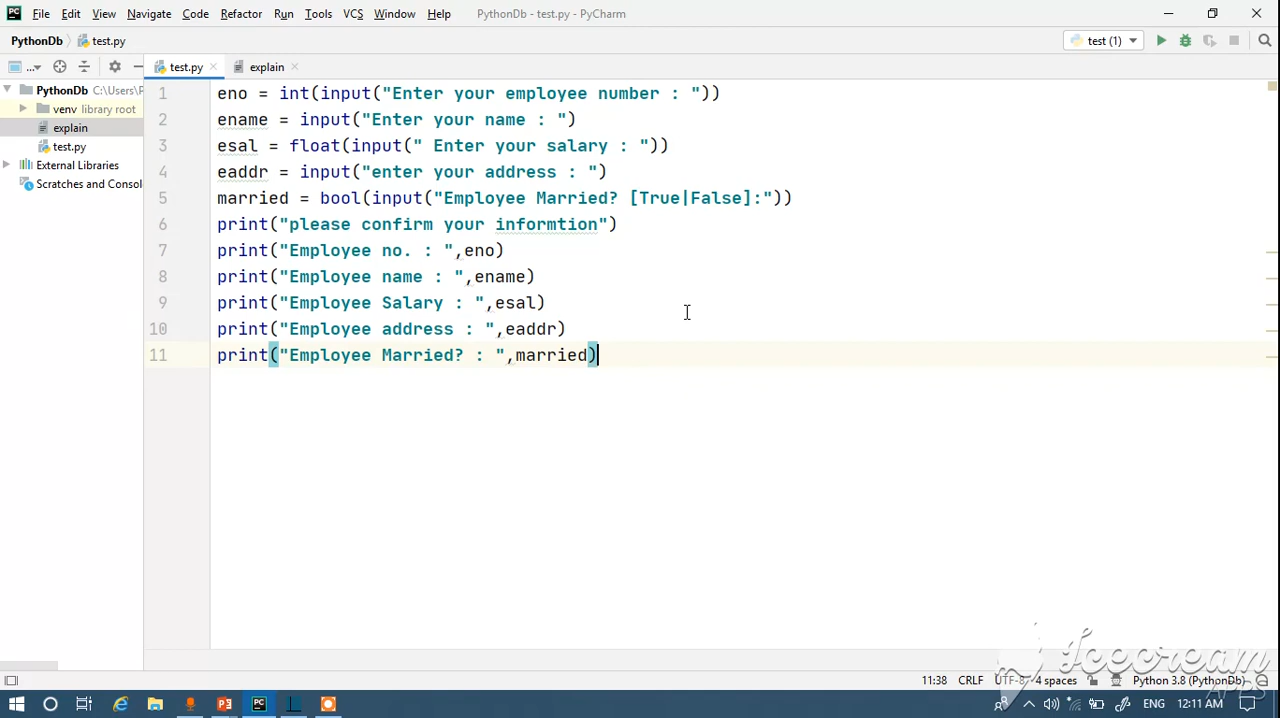 File Edit View Navigate Code Refactor Run Tools VCS Window Help PythonDb - test.py - PyCharm
PythonDb test.py test (1)
... test.py explain
PythonDb C:\Users\P
venv library root
explain
test.py
External Libraries
Scratches and Consol
1 eno = int(input("Enter your employee number : "))
2 ename = input("Enter your name : ")
3 esal = float(input(" Enter your salary : "))
4 eaddr = input("enter your address : ")
5 married = bool(input("Employee Married? [True|False]:"))
6 print("please confirm your informtion")
7 print("Employee no. : ",eno)
8 print("Employee name : ",ename)
9 print("Employee Salary : ",esal)
10 print("Employee address : ",eaddr)
11 print("Employee Married? : ",married)
Icecream
APPS
11:38 CRLF UTF-8 4 spaces Python 3.8 (PythonDb)
ENG 12:11 AM